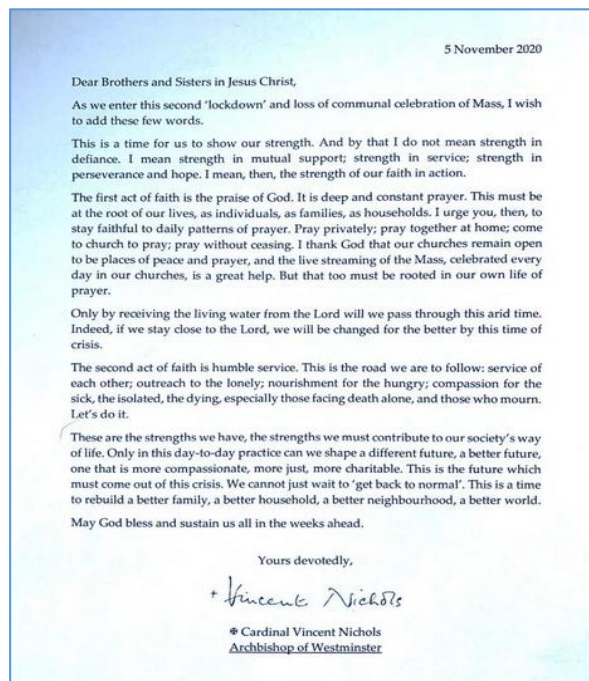 5 November 2020
Dear Brothers and Sisters in Jesus Christ,
As we enter this second 'lockdown' and loss of communal celebration of Mass, I wish
to add these few words.
This is a time for us to show our strength. And by that I do not mean strength in
defiance. I mean strength in mutual support; strength in service; strength in
perseverance and hope. I mean, then, the strength of our faith in action.
The first act of faith is the praise of God. It is deep and constant prayer. This must be
at the root of our lives, as individuals, as families, as households. I urge you, then, to
stay faithful to daily patterns of prayer. Pray privately; pray together at home; come
to church to pray; pray without ceasing. I thank God that our churches remain open
to be places of peace and prayer, and the live streaming of the Mass, celebrated every
day in our churches, is a great help. But that too must be rooted in our own life of
prayer.
Only by receiving the living water from the Lord will we pass through this arid time.
Indeed, if we stay close to the Lord, we will be changed for the better by this time of
crisis.
The second act of faith is humble service. This is the road we are to follow: service of
each other; outreach to the lonely; nourishment for the hungry; compassion for the
sick, the isolated, the dying, especially those facing death alone, and those who mourn.
Let's do it.
These are the strengths we have, the strengths we must contribute to our society's way
of life. Only in this day-to-day practice can we shape a different future, a better future,
one that is more compassionate, more just, more charitable. This is the future which
must come out of this crisis. We cannot just wait to 'get back to normal'. This is a time
to rebuild a better family, a better household, a better neighbourhood, a better world.
May God bless and sustain us all in the weeks ahead.
Yours devotedly,
+ Vincent Nichols
✠ Cardinal Vincent Nichols
Archbishop of Westminster